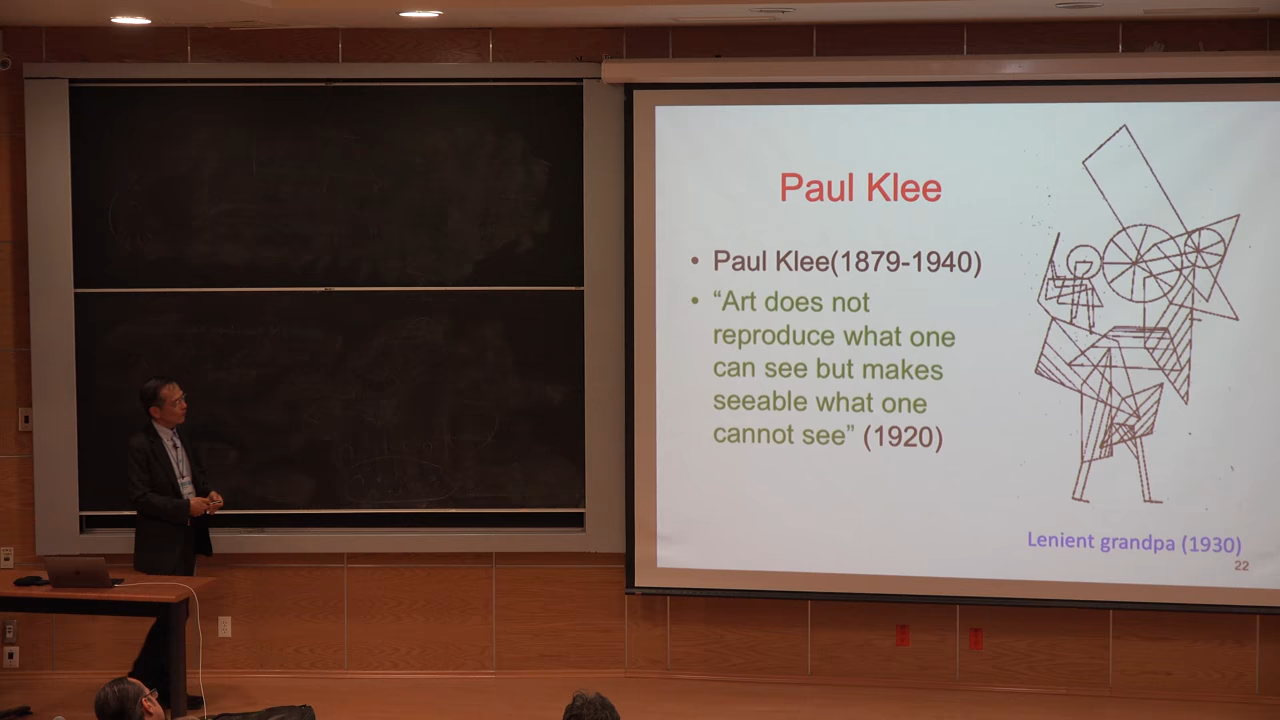 Paul Klee
• Paul Klee(1879-1940)
• “Art does not
reproduce what one
can see but makes
seeable what one
cannot see” (1920)
Lenient grandpa (1930)
22